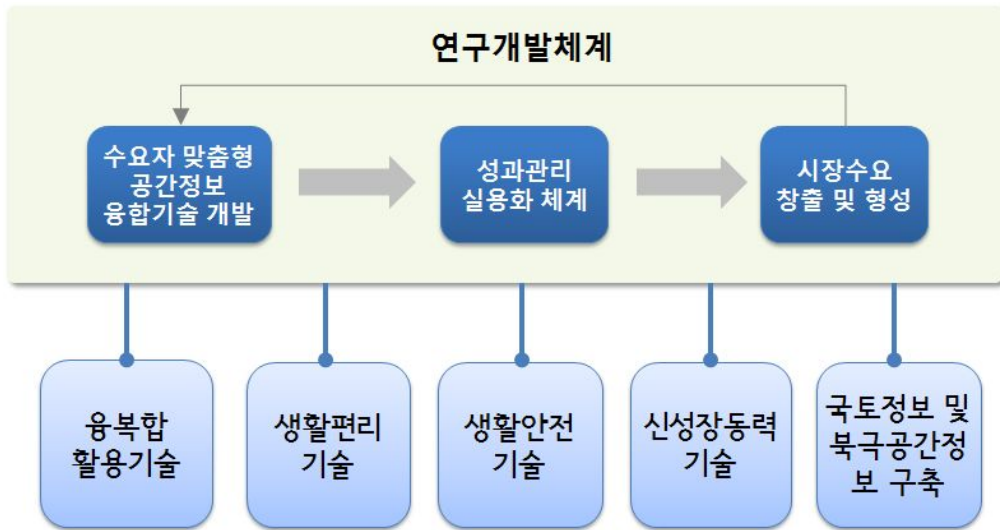 연구개발체계
수요자 맞춤형
공간정보
융합기술 개발
성과관리
실용화 체계
시장수요
창출 및 형성
융복합
활용기술
생활편리
기술
생활안전
기술
신성장동력
기술
국토정보 및
북극공간정
보 구축